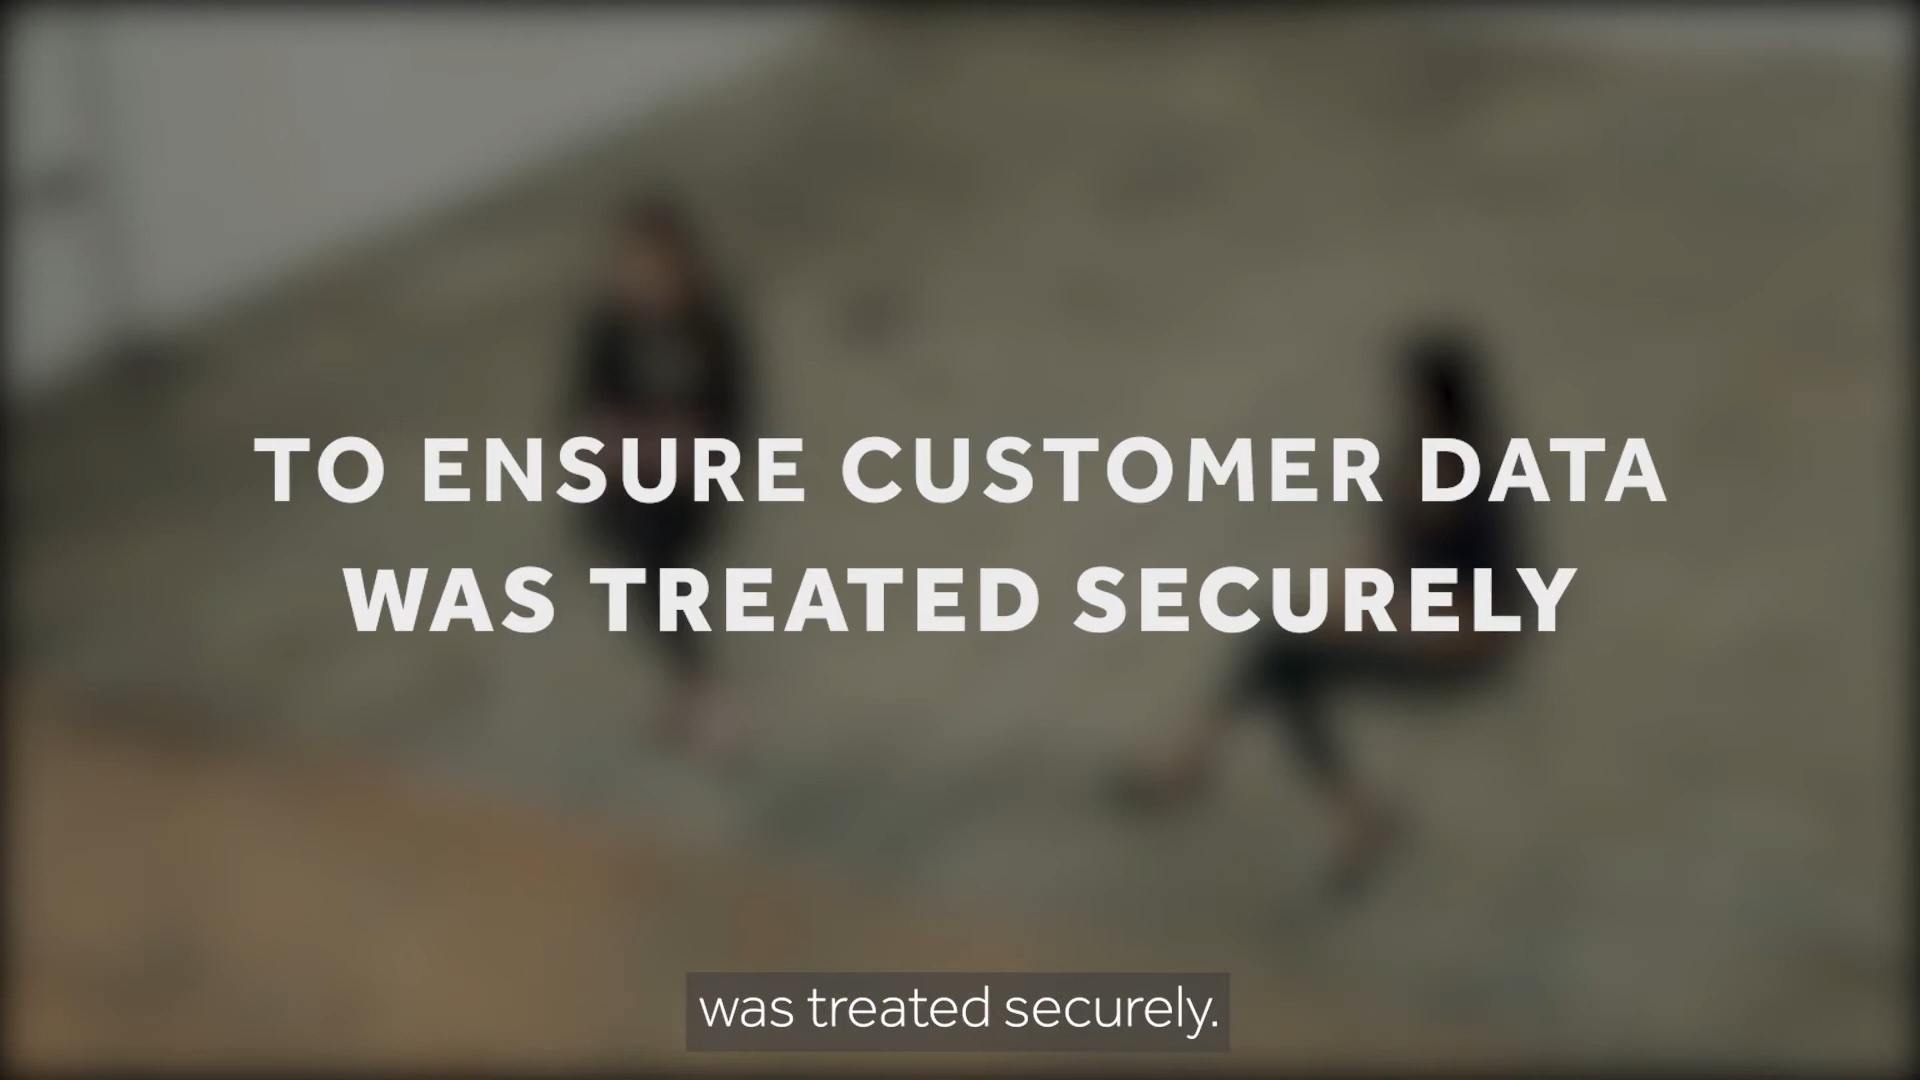 TO ENSURE CUSTOMER DATA
WAS TREATED SECURELY
was treated securely.